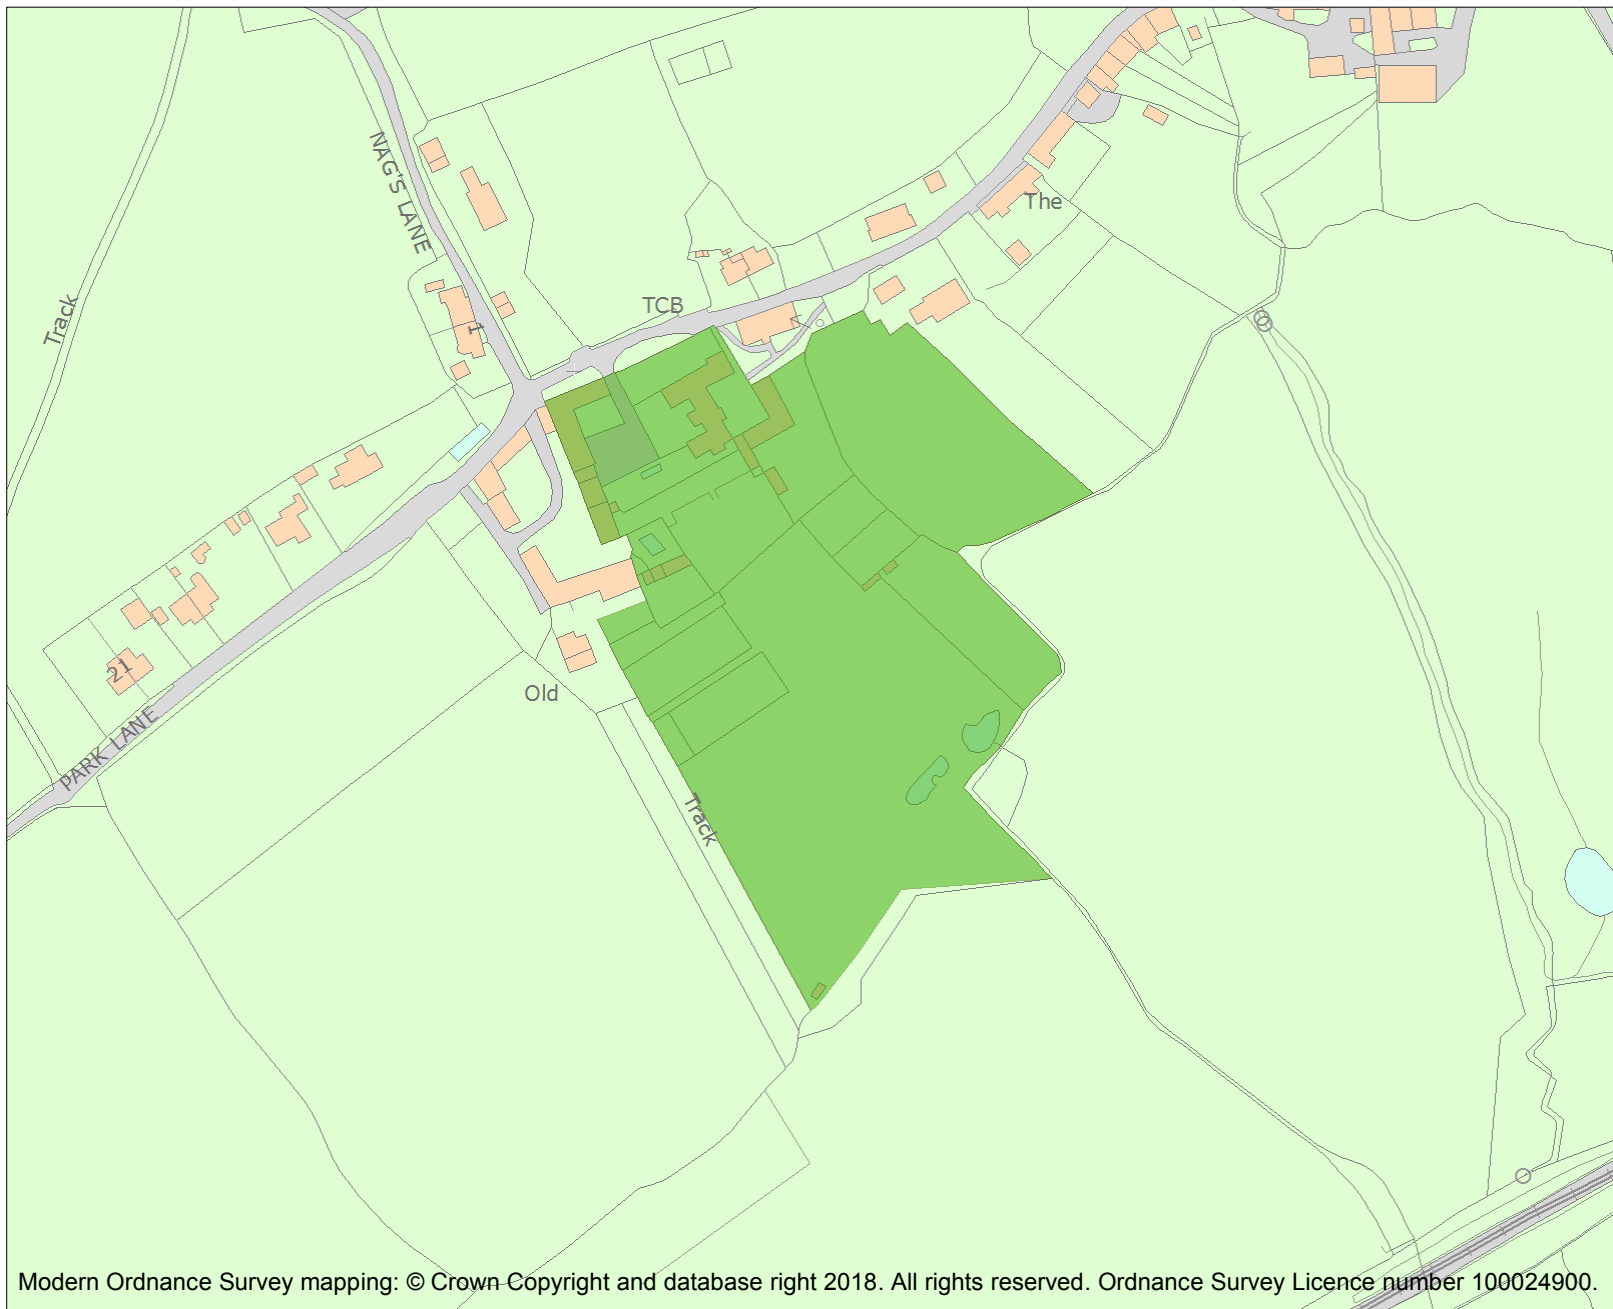 NAG'S LANE
The
Track
TCB
1
21
Old
PARK LANE
Track
Modern Ordnance Survey mapping: © Crown Copyright and database right 2018. All rights reserved. Ordnance Survey Licence number 100024900.